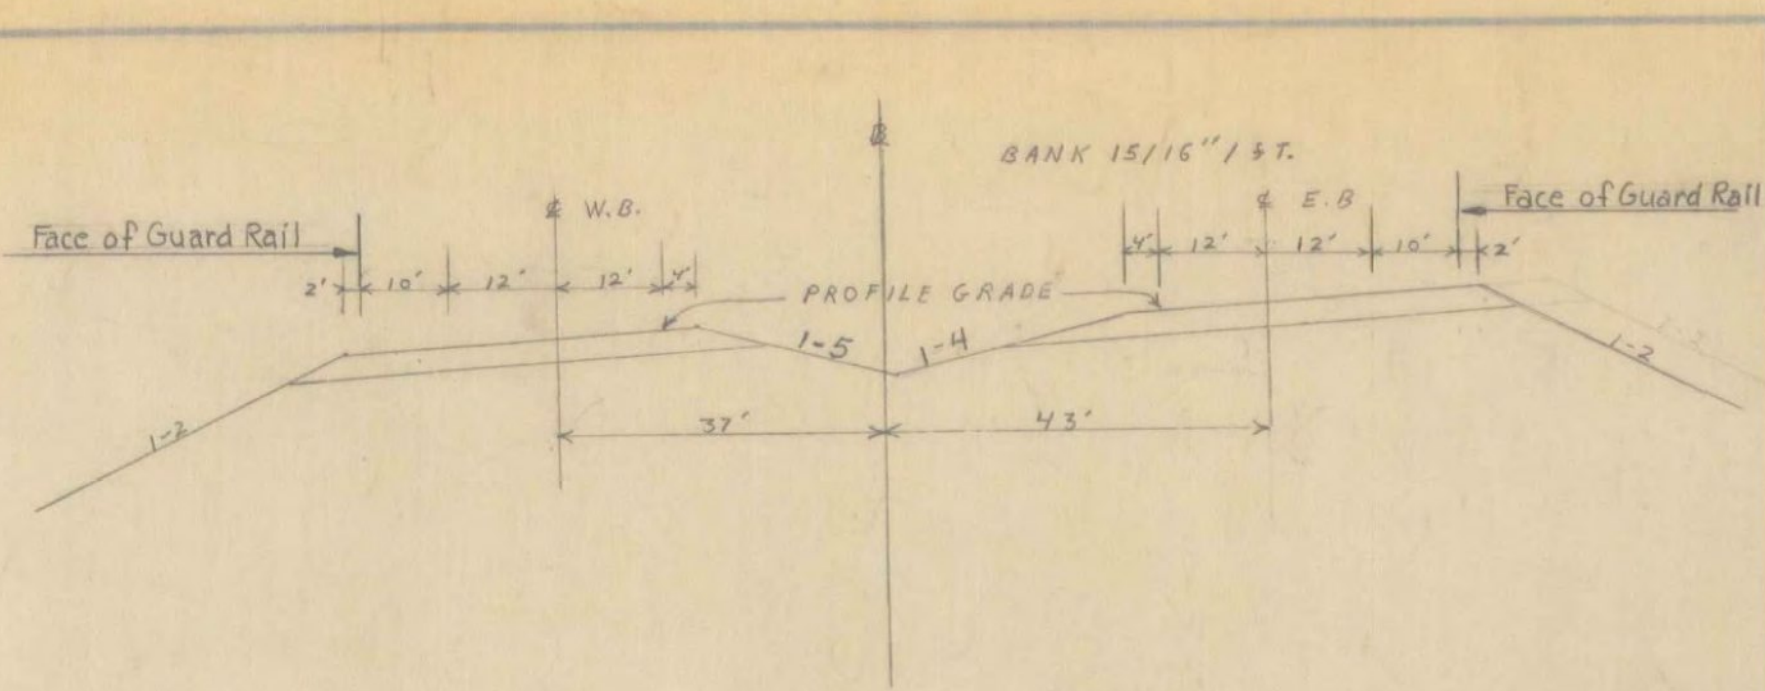 BANK 15/16"/FT.
Face of Guard Rail
℄ W.B.
℄ E.B
Face of Guard Rail
2' 10' 12' 12' 4'
4' 12' 12' 10' 2'
PROFILE GRADE
1-5
1-4
1-2
1-2
37'
43'